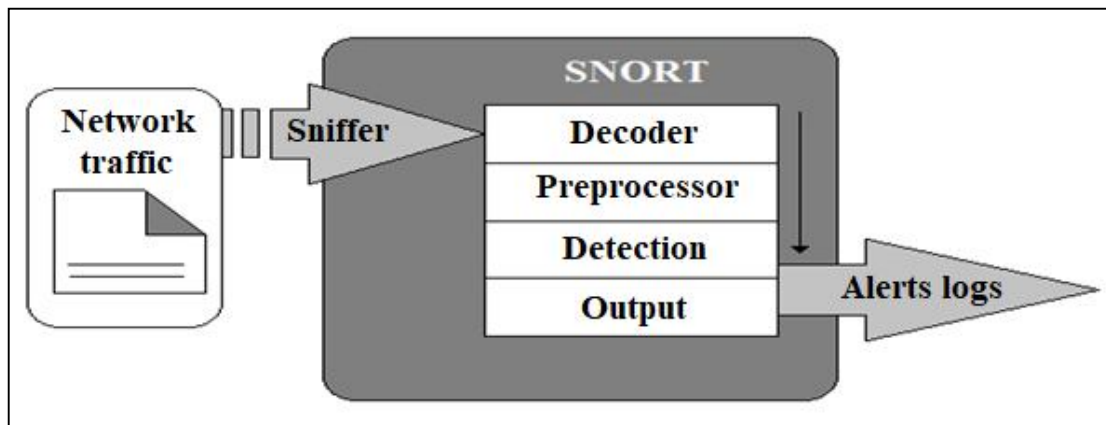 SNORT
Network
traffic
Sniffer
Decoder
Preprocessor
Detection
Output
Alerts logs